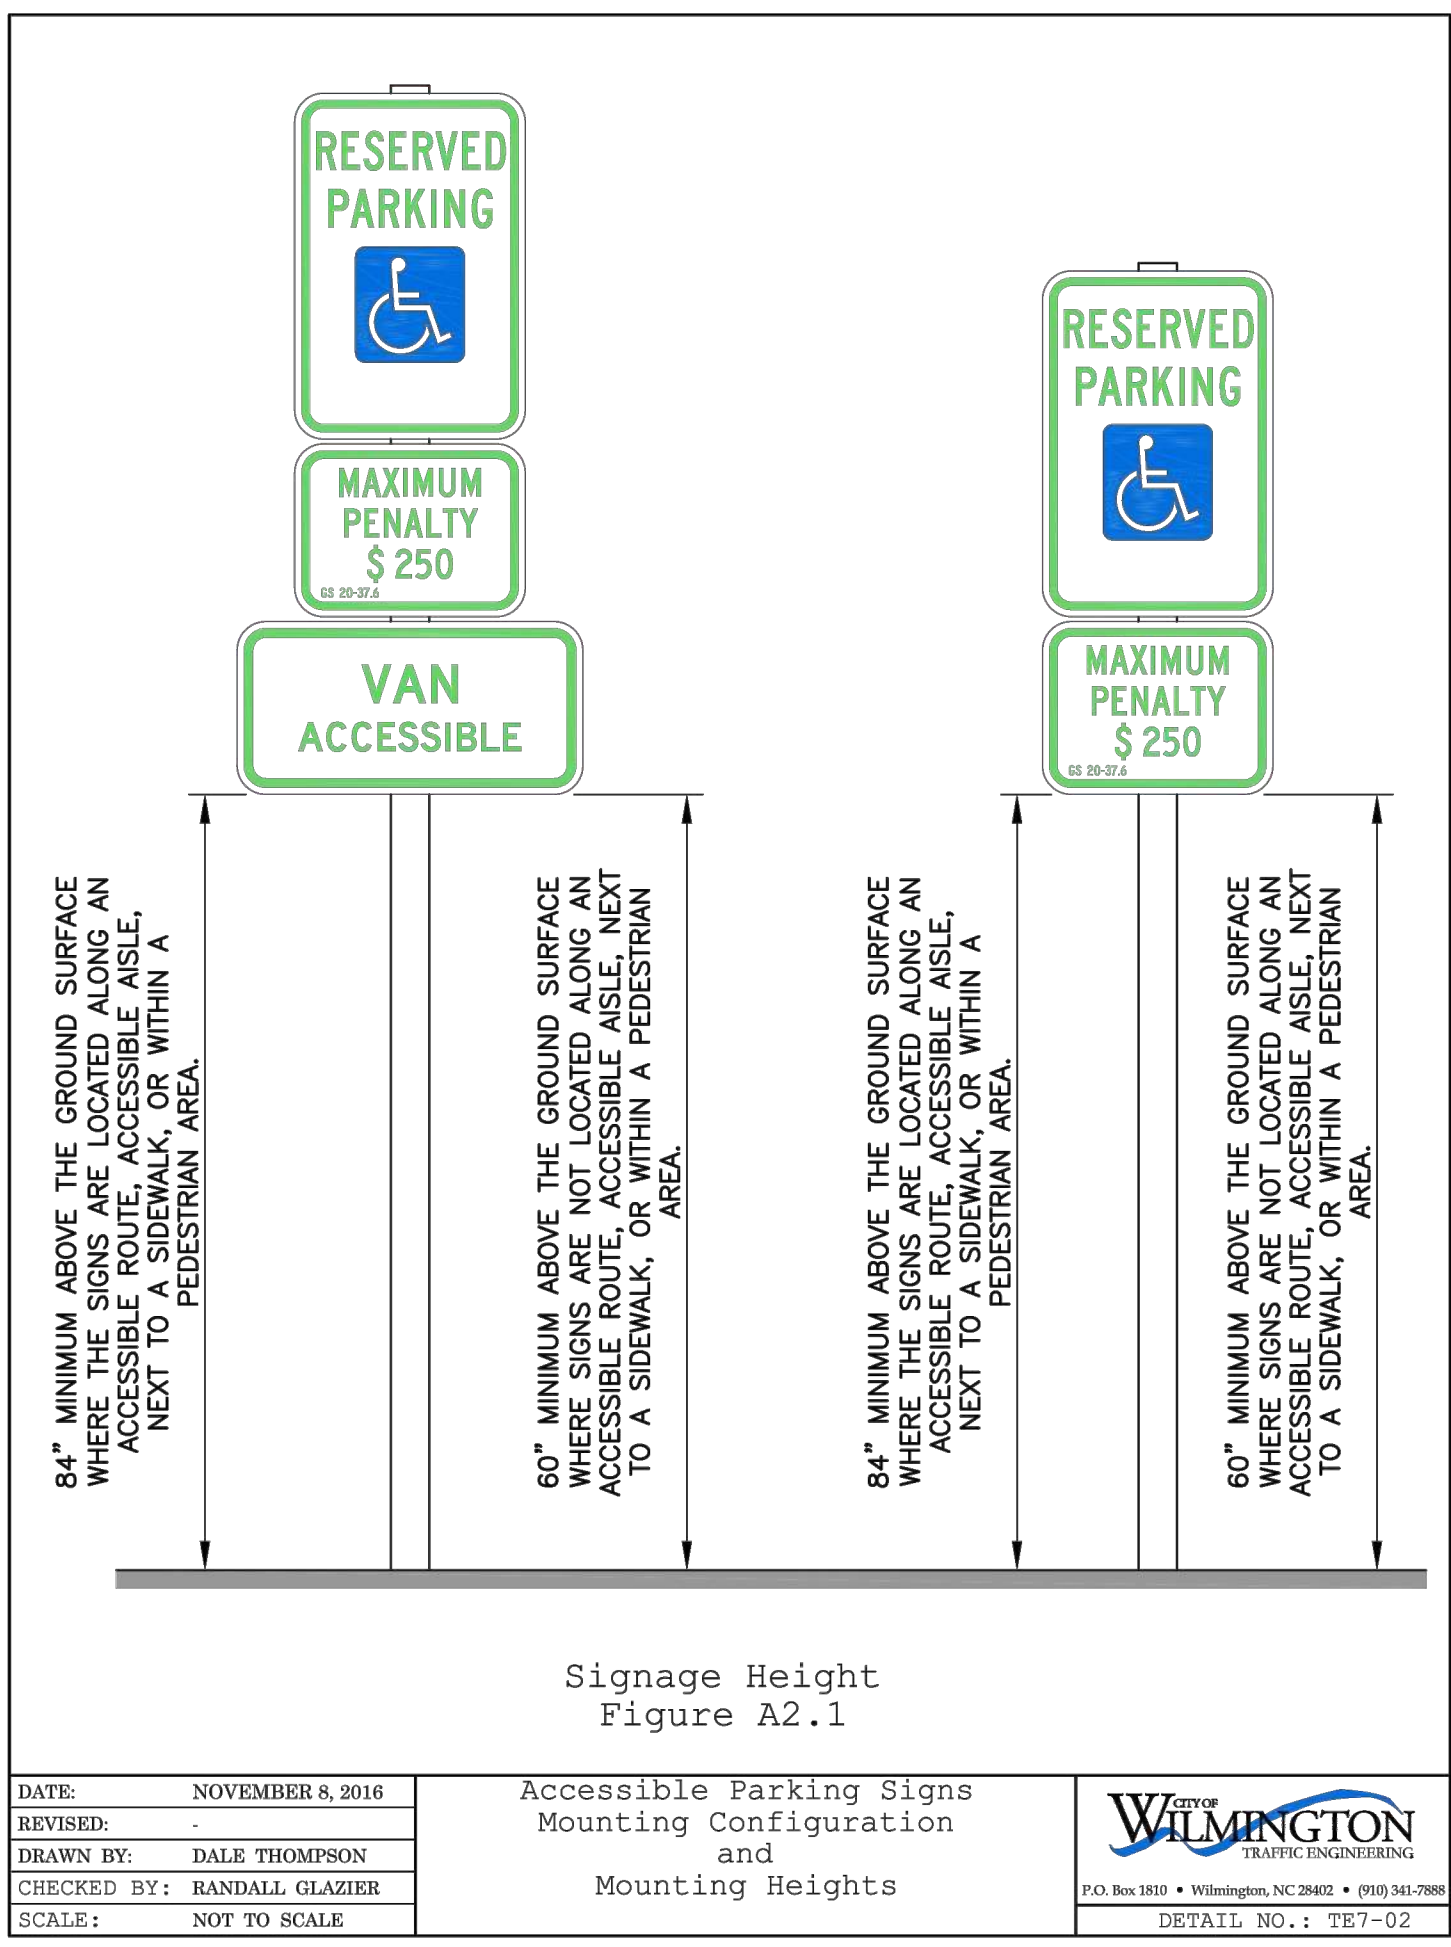 RESERVED
PARKING
MAXIMUM
PENALTY
$ 250
GS 20-37.6
VAN
ACCESSIBLE
RESERVED
PARKING
MAXIMUM
PENALTY
$ 250
GS 20-37.6
84" MINIMUM ABOVE THE GROUND SURFACE
WHERE THE SIGNS ARE LOCATED ALONG AN
ACCESSIBLE ROUTE, ACCESSIBLE AISLE,
NEXT TO A SIDEWALK, OR WITHIN A
PEDESTRIAN AREA.
60" MINIMUM ABOVE THE GROUND SURFACE
WHERE SIGNS ARE NOT LOCATED ALONG AN
ACCESSIBLE ROUTE, ACCESSIBLE AISLE, NEXT
TO A SIDEWALK, OR WITHIN A PEDESTRIAN
AREA.
84" MINIMUM ABOVE THE GROUND SURFACE
WHERE THE SIGNS ARE LOCATED ALONG AN
ACCESSIBLE ROUTE, ACCESSIBLE AISLE,
NEXT TO A SIDEWALK, OR WITHIN A
PEDESTRIAN AREA.
60" MINIMUM ABOVE THE GROUND SURFACE
WHERE SIGNS ARE NOT LOCATED ALONG AN
ACCESSIBLE ROUTE, ACCESSIBLE AISLE, NEXT
TO A SIDEWALK, OR WITHIN A PEDESTRIAN
AREA.
Signage Height
Figure A2.1
DATE: NOVEMBER 8, 2016
REVISED: -
DRAWN BY: DALE THOMPSON
CHECKED BY: RANDALL GLAZIER
SCALE: NOT TO SCALE
Accessible Parking Signs
Mounting Configuration
and
Mounting Heights
CITY OF
WILMINGTON
TRAFFIC ENGINEERING
P.O. Box 1810 • Wilmington, NC 28402 • (910) 341-7888
DETAIL NO.: TE7-02